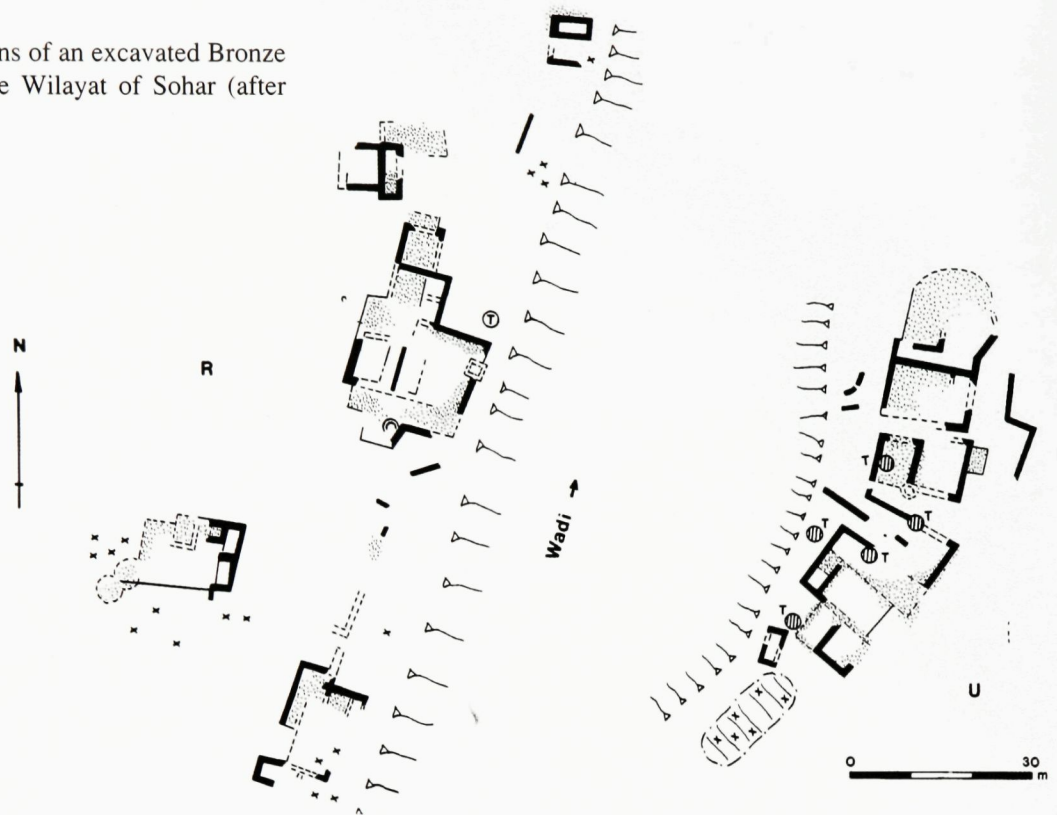 ns of an excavated Bronze
e Wilayat of Sohar (after
N
R
T
Wadi
T
T
T
T
T
U
0 30
m